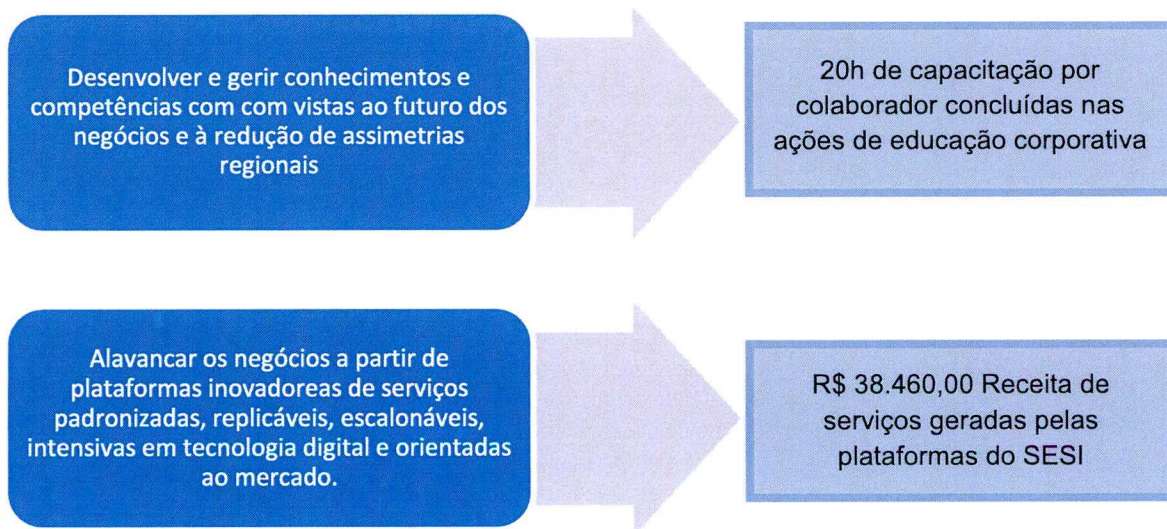 Desenvolver e gerir conhecimentos e
competências com com vistas ao futuro dos
negócios e à redução de assimetrias
regionais
20h de capacitação por
colaborador concluídas nas
ações de educação corporativa
Alavancar os negócios a partir de
plataformas inovadoreas de serviços
padronizadas, replicáveis, escalonáveis,
intensivas em tecnologia digital e orientadas
ao mercado.
R$ 38.460,00 Receita de
serviços geradas pelas
plataformas do SESI